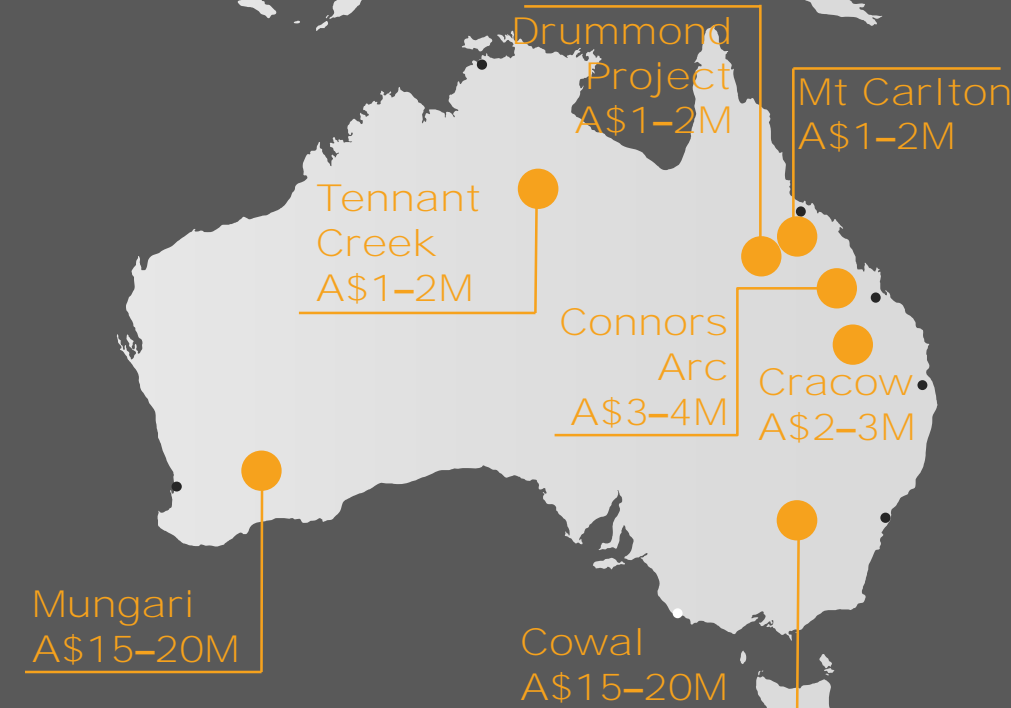 Drummond
Project
A$1–2M
Mt Carlton
A$1–2M
Tennant
Creek
A$1–2M
Connors
Arc
A$3–4M
Cracow
A$2–3M
Mungari
A$15–20M
Cowal
A$15–20M